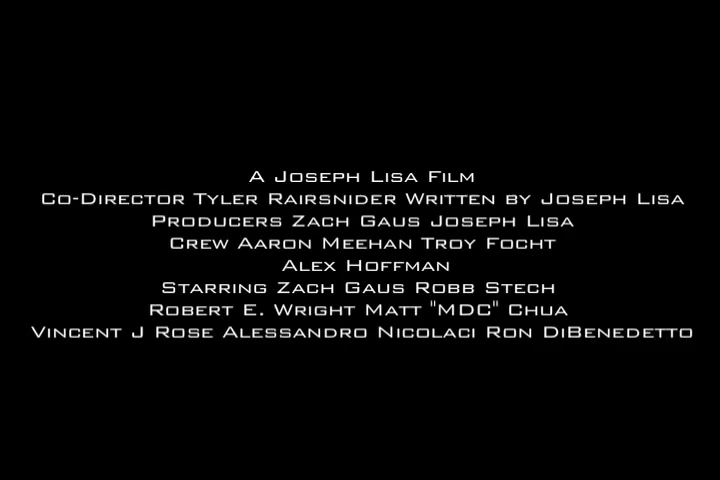 A Joseph Lisa Film
Co-Director Tyler Rairsnider Written by Joseph Lisa
Producers Zach Gaus Joseph Lisa
Crew Aaron Meehan Troy Focht
Alex Hoffman
Starring Zach Gaus Robb Stech
Robert E. Wright Matt "MDC" Chua
Vincent J Rose Alessandro Nicolaci Ron DiBenedetto